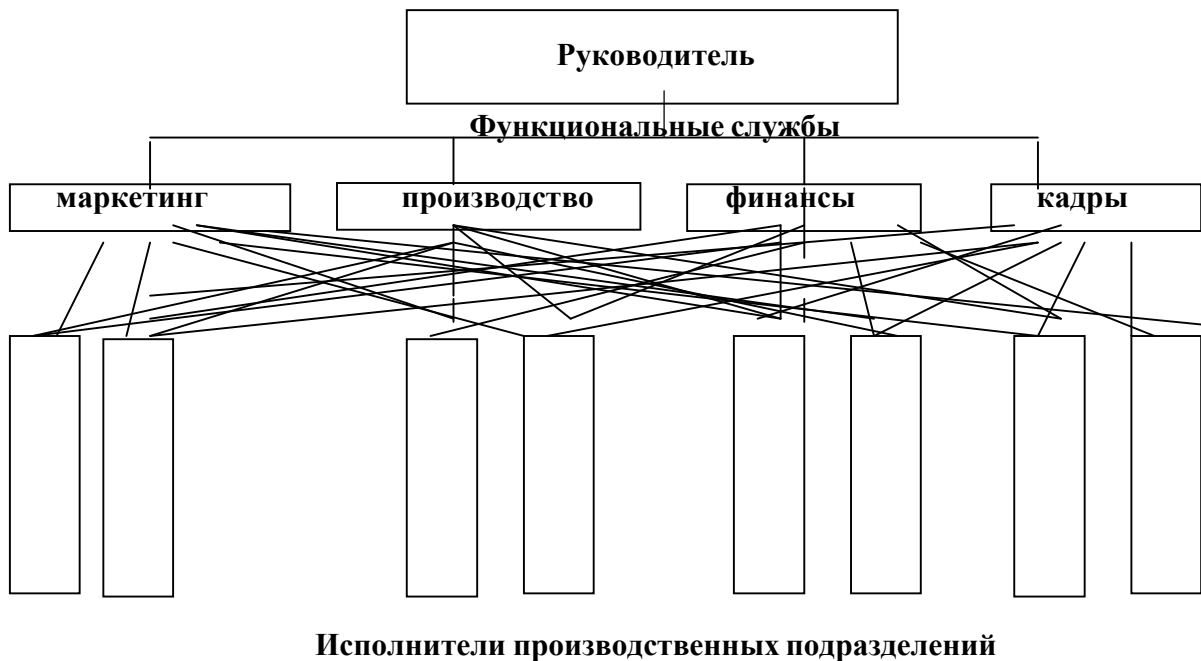 Руководитель
Функциональные службы
маркетинг
производство
финансы
кадры
Исполнители производственных подразделений